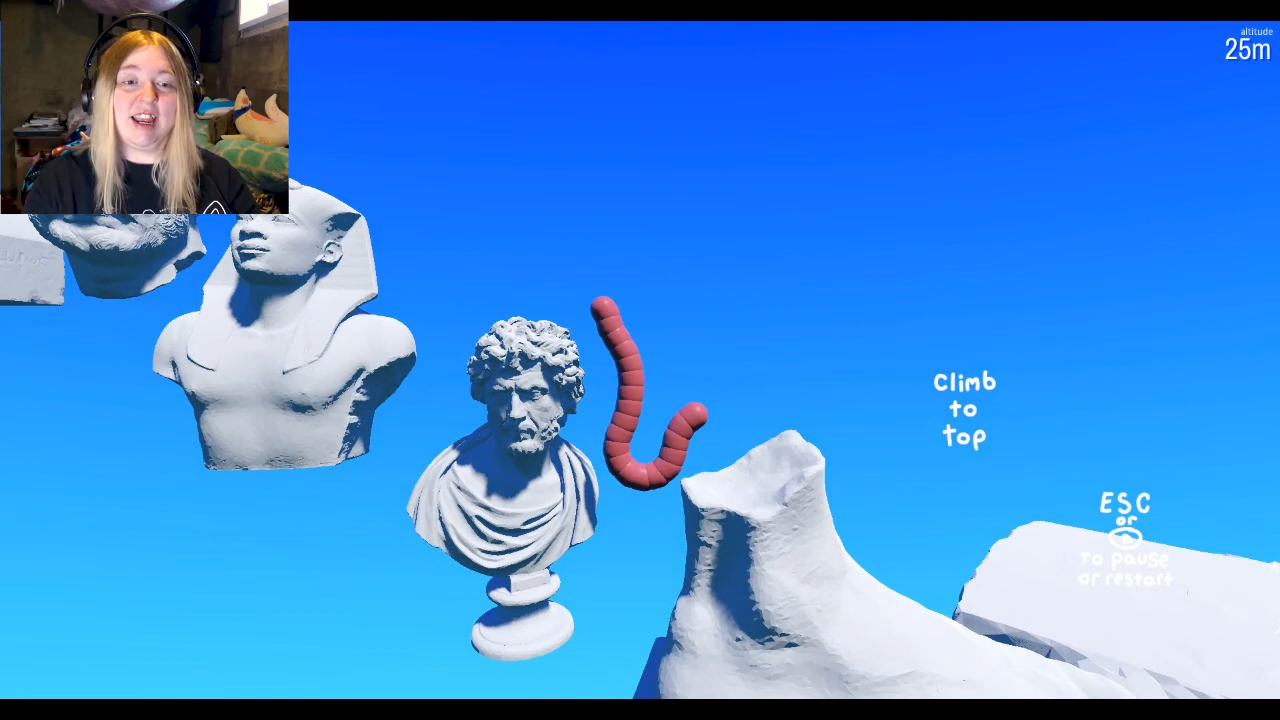 altitude
25m
Climb
to
top
ESC
or
to pause
or restart